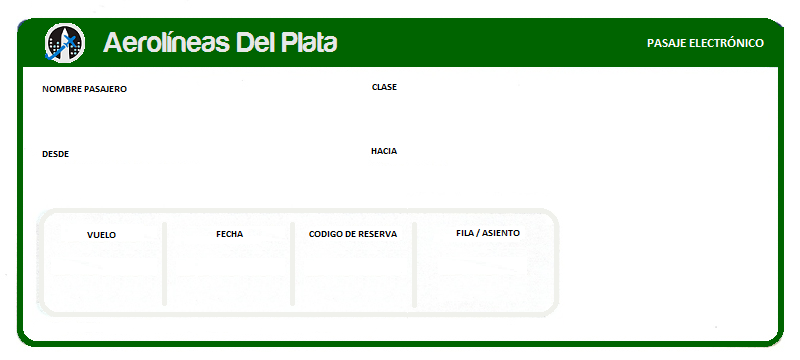 Aerolíneas Del Plata
PASAJE ELECTRÓNICO
NOMBRE PASAJERO
CLASE
DESDE
HACIA
VUELO
FECHA
CODIGO DE RESERVA
FILA / ASIENTO